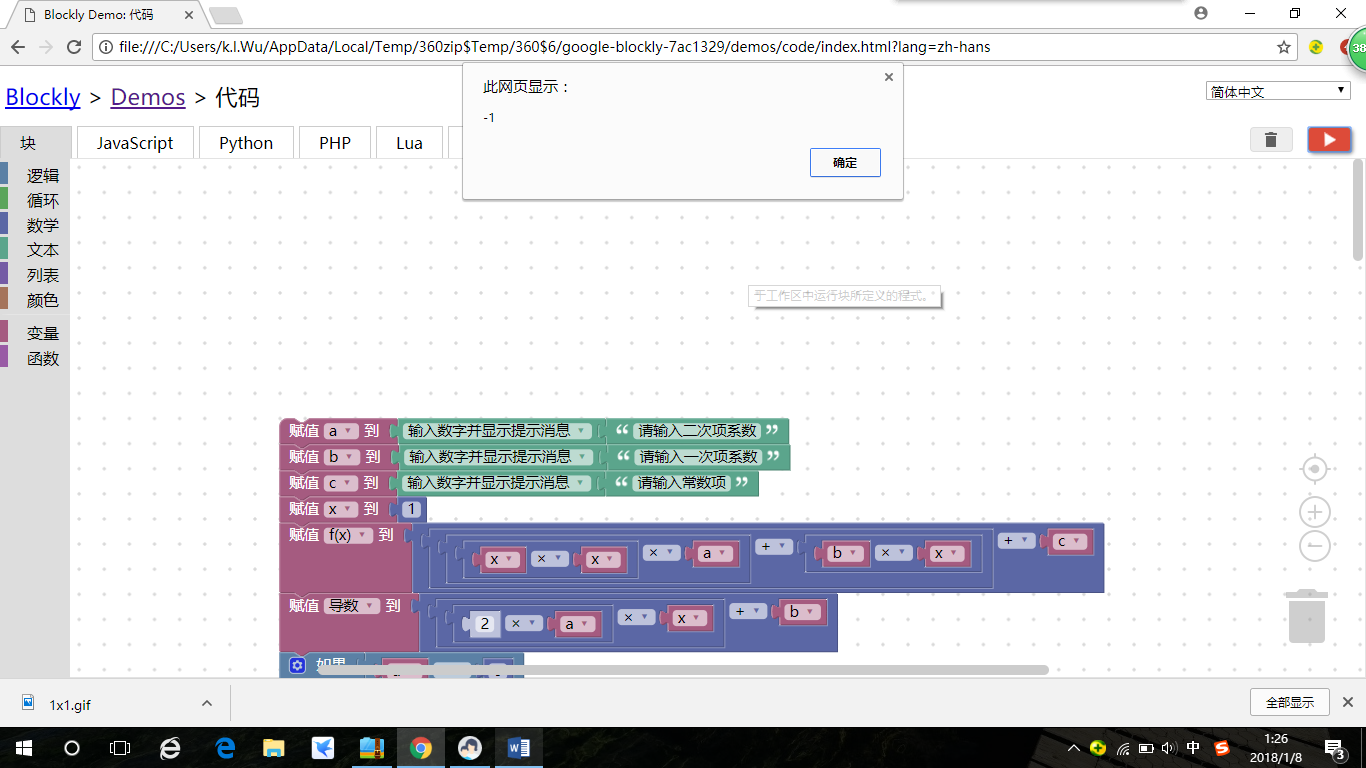 Blockly Demo: 代码
file:///C:/Users/k.l.Wu/AppData/Local/Temp/360zip$Temp/360$6/google-blockly-7ac1329/demos/code/index.html?lang=zh-hans
38
此网页显示：
-1
确定
Blockly > Demos > 代码
简体中文
块 JavaScript Python PHP Lua
逻辑
循环
数学
文本
列表
颜色
变量
函数
于工作区中运行块所定义的程式。
赋值 a 到 输入数字并显示提示消息 “ 请输入二次项系数 ”
赋值 b 到 输入数字并显示提示消息 “ 请输入一次项系数 ”
赋值 c 到 输入数字并显示提示消息 “ 请输入常数项 ”
赋值 x 到 1
赋值 f(x) 到 x × x × a + b × x + c
赋值 导数 到 2 × a × x + b
如果
1x1.gif
全部显示
中
1:26
2018/1/8
3